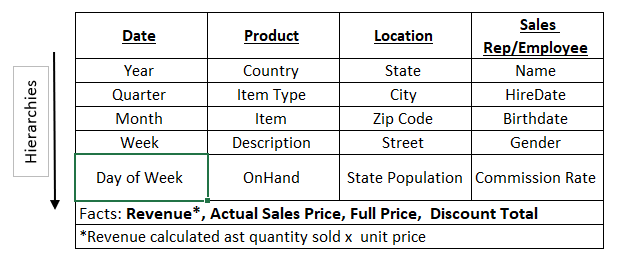 Date Product Location Sales Rep/Employee
Hierarchies
Year Country State Name
Quarter Item Type City HireDate
Month Item Zip Code Birthdate
Week Description Street Gender
Day of Week OnHand State Population Commission Rate
Facts: Revenue*, Actual Sales Price, Full Price, Discount Total
*Revenue calculated ast quantity sold x unit price